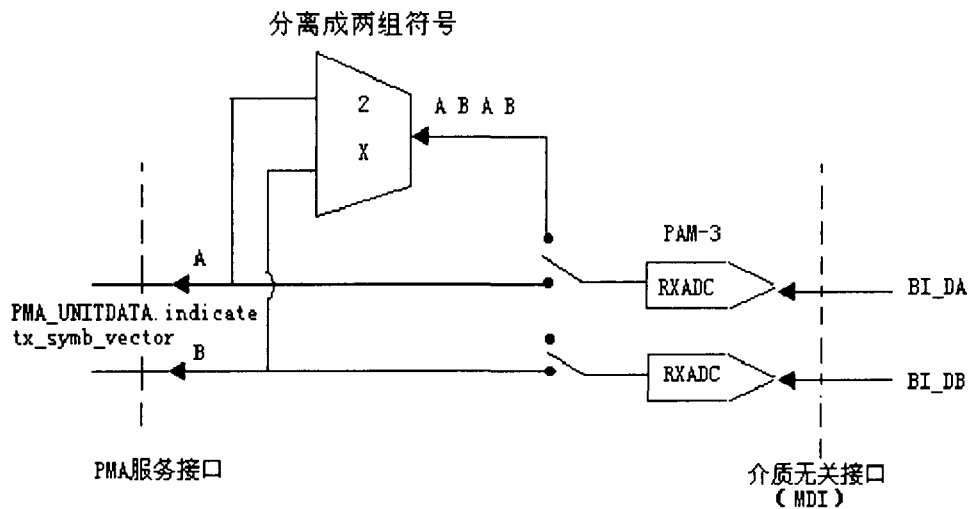 分离成两组符号
2
X
A B A B
PAM-3
A
RXADC
BI_DA
PMA_UNITDATA.indicate
tx_symb_vector
B
RXADC
BI_DB
PMA服务接口
介质无关接口
(MDI)